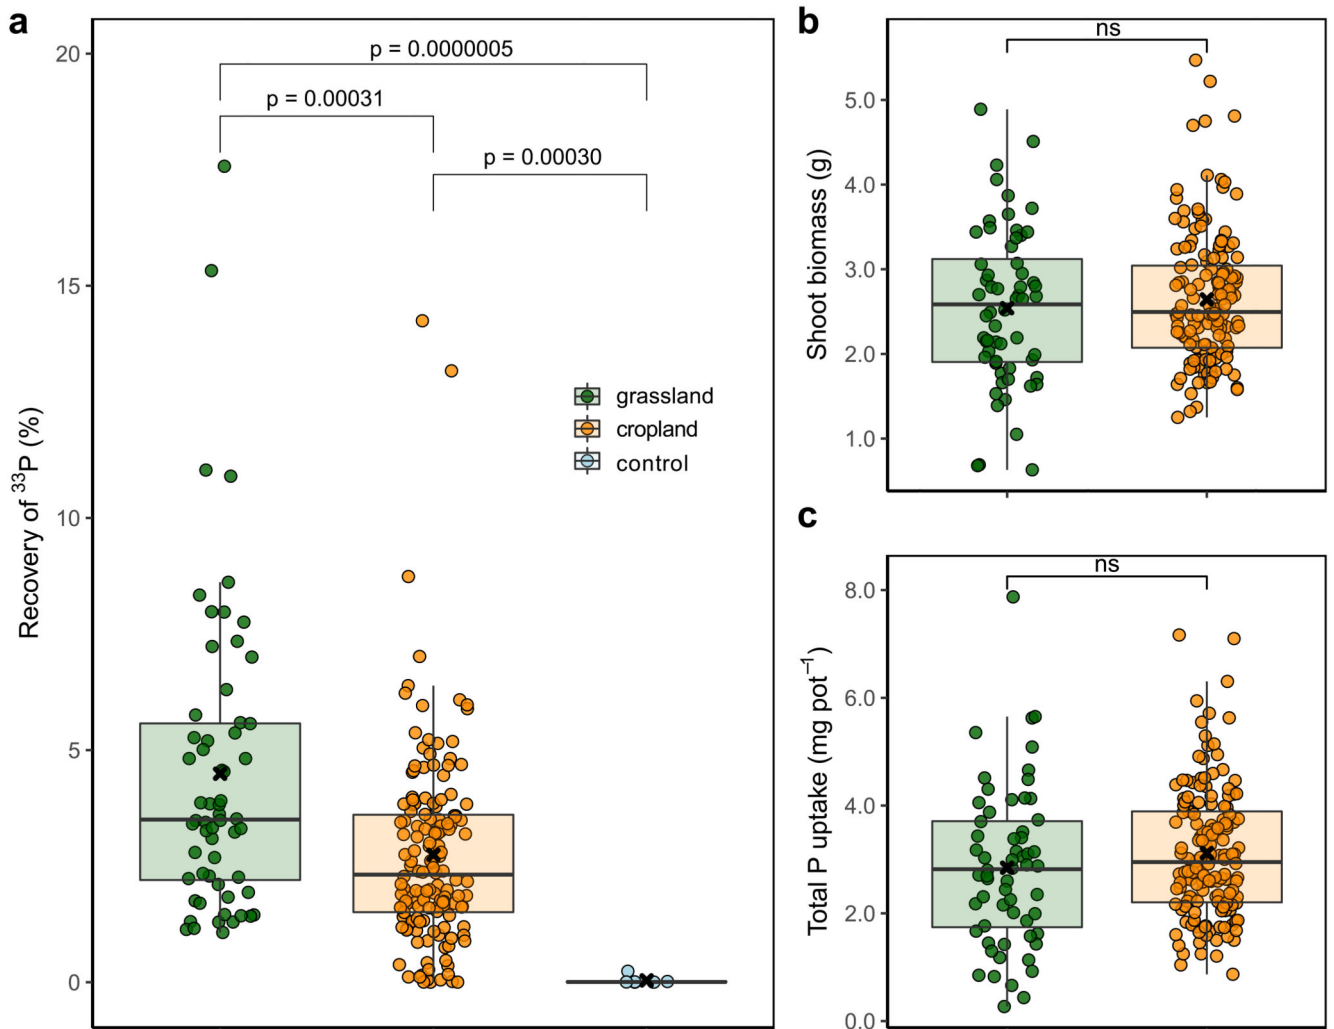 a
20
15
10
5
0
Recovery of ³³P (%)
p = 0.0000005
p = 0.00031
p = 0.00030
grassland
cropland
control
b
ns
5.0
4.0
3.0
2.0
1.0
Shoot biomass (g)
c
ns
8.0
6.0
4.0
2.0
0.0
Total P uptake (mg pot⁻¹)